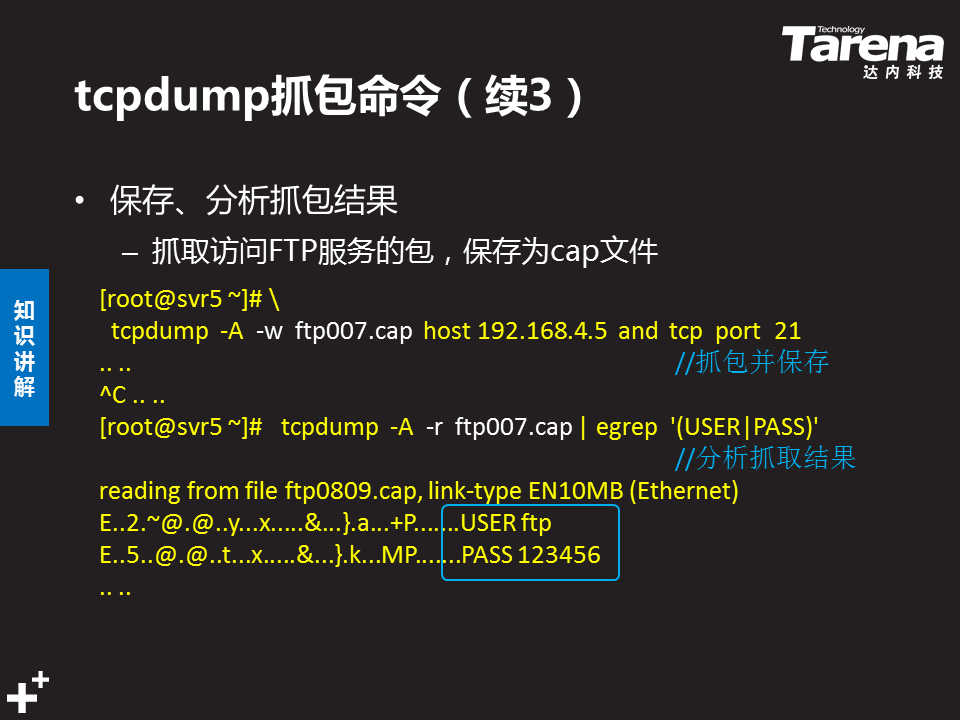 Technology
Tarena
达内科技
tcpdump抓包命令（续3）
• 保存、分析抓包结果
– 抓取访问FTP服务的包，保存为cap文件
知
识
讲
解
[root@svr5 ~]# \
tcpdump -A -w ftp007.cap host 192.168.4.5 and tcp port 21
.. .. //抓包并保存
^C .. ..
[root@svr5 ~]# tcpdump -A -r ftp007.cap | egrep '(USER|PASS)'
//分析抓取结果
reading from file ftp0809.cap, link-type EN10MB (Ethernet)
E..2.~@.@..y...x.....&...}.a...+P.......USER ftp
E..5..@.@..t...x.....&...}.k...MP.......PASS 123456
.. ..